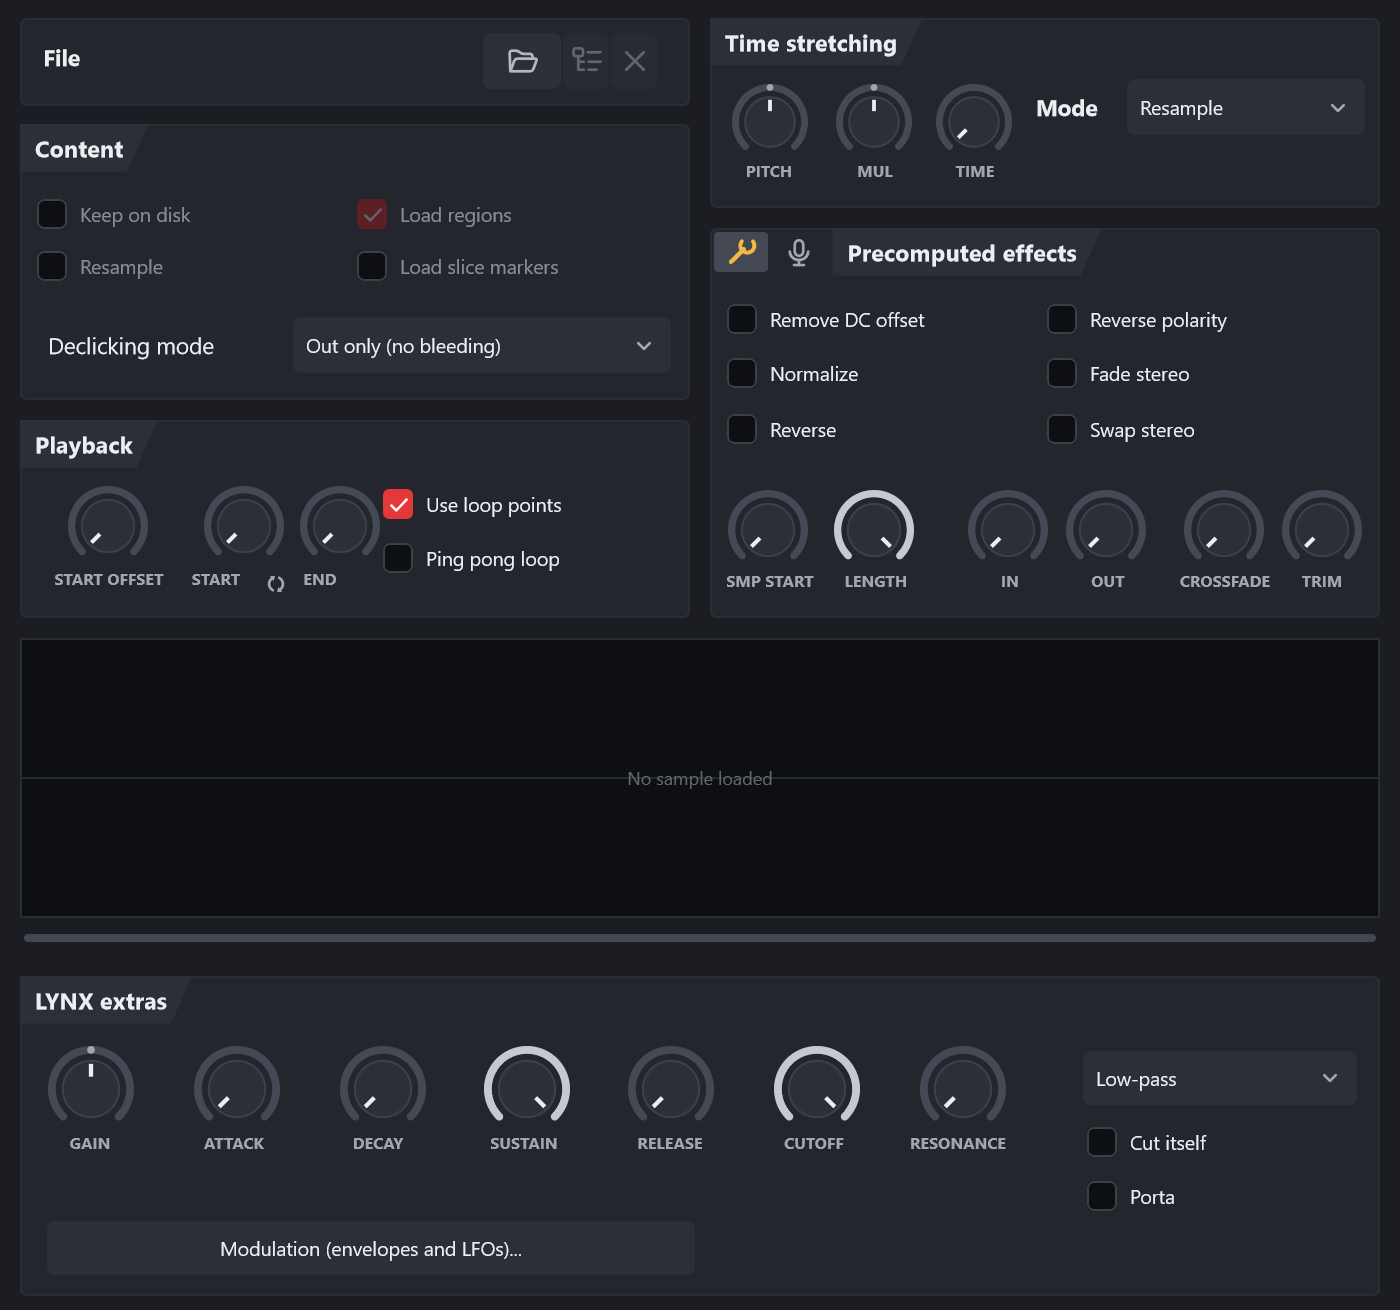 File
Content
Keep on disk
Load regions
Resample
Load slice markers
Declicking mode
Out only (no bleeding)
Playback
START OFFSET
START
END
Use loop points
Ping pong loop
Time stretching
PITCH
MUL
TIME
Mode
Resample
Precomputed effects
Remove DC offset
Reverse polarity
Normalize
Fade stereo
Reverse
Swap stereo
SMP START
LENGTH
IN
OUT
CROSSFADE
TRIM
No sample loaded
LYNX extras
GAIN
ATTACK
DECAY
SUSTAIN
RELEASE
CUTOFF
RESONANCE
Low-pass
Cut itself
Porta
Modulation (envelopes and LFOs)...